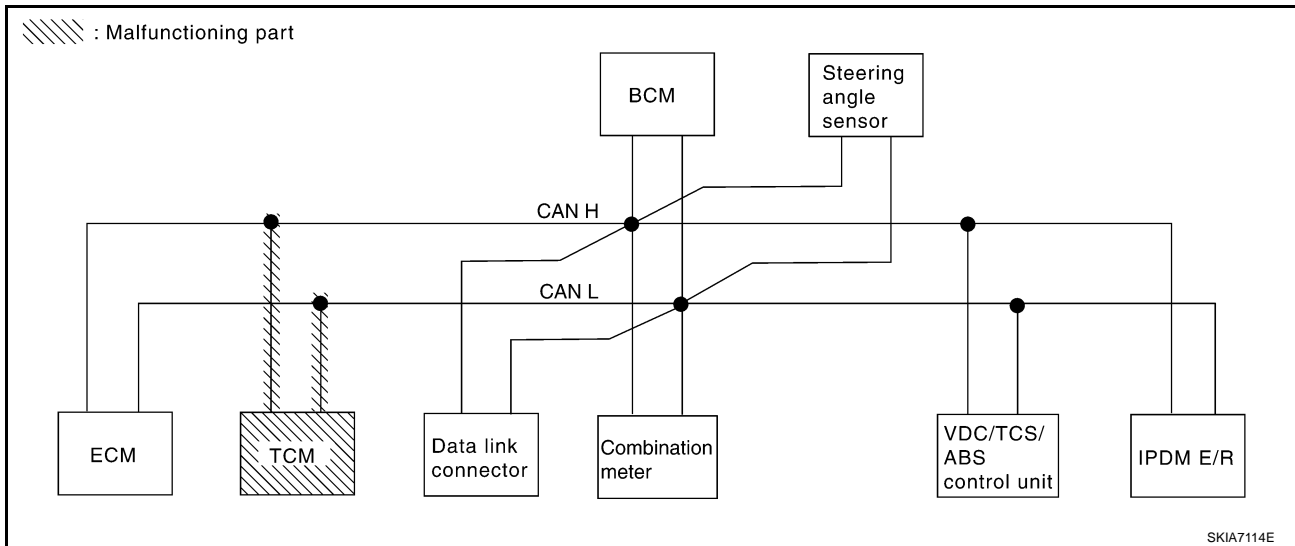 : Malfunctioning part
BCM
Steering
angle
sensor
CAN H
CAN L
ECM
TCM
Data link
connector
Combination
meter
VDC/TCS/
ABS
control unit
IPDM E/R
SKIA7114E